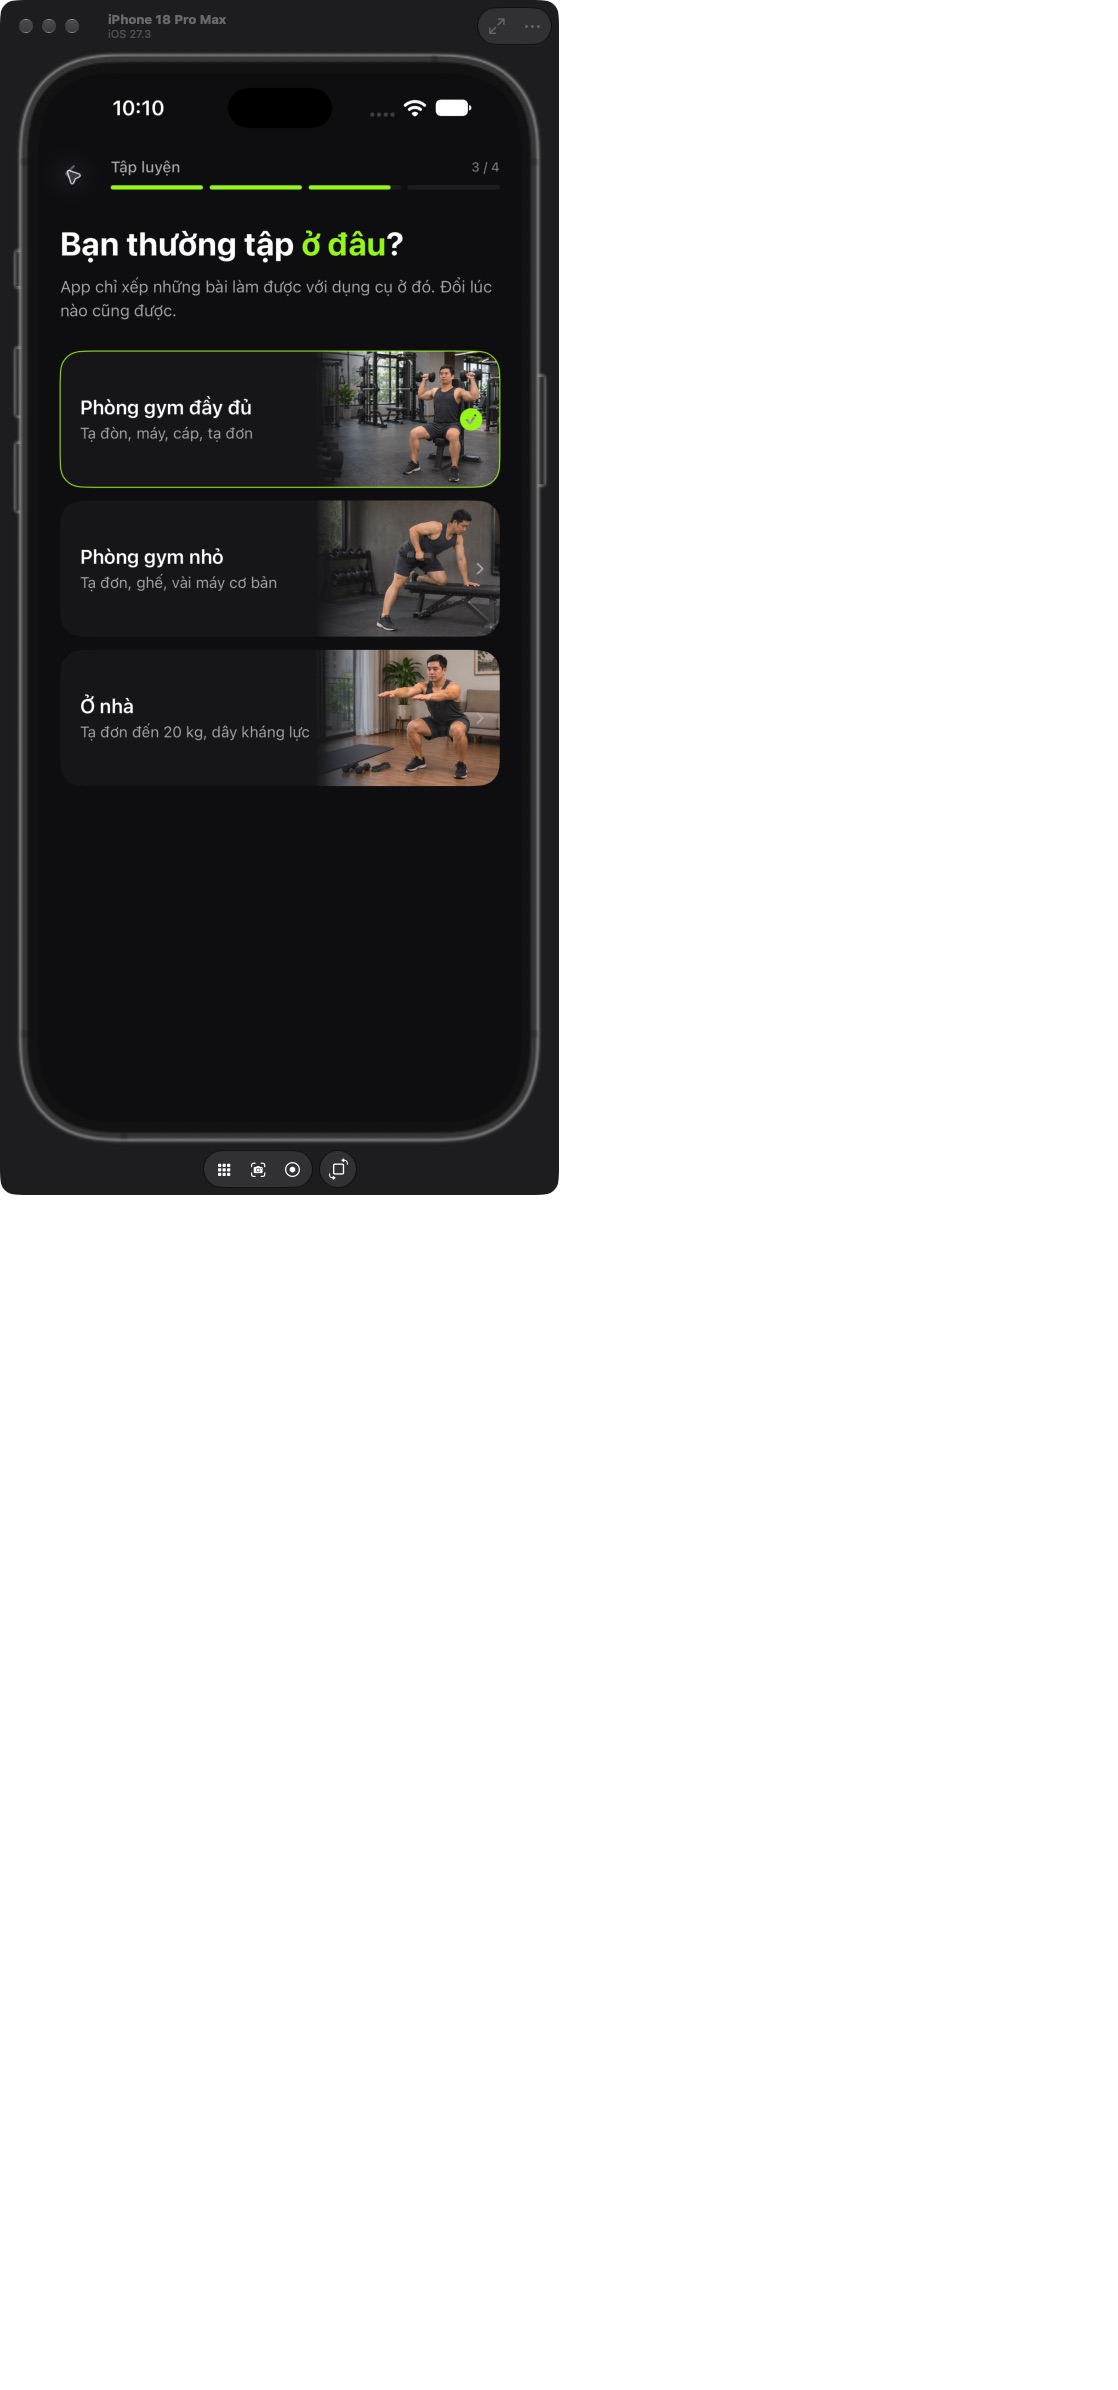 iPhone 18 Pro Max
iOS 27.3
10:10
Tập luyện
3 / 4
Bạn thường tập ở đâu?
App chỉ xếp những bài làm được với dụng cụ ở đó. Đổi lúc
nào cũng được.
Phòng gym đầy đủ
Tạ đòn, máy, cáp, tạ đơn
Phòng gym nhỏ
Tạ đơn, ghế, vài máy cơ bản
Ở nhà
Tạ đơn đến 20 kg, dây kháng lực